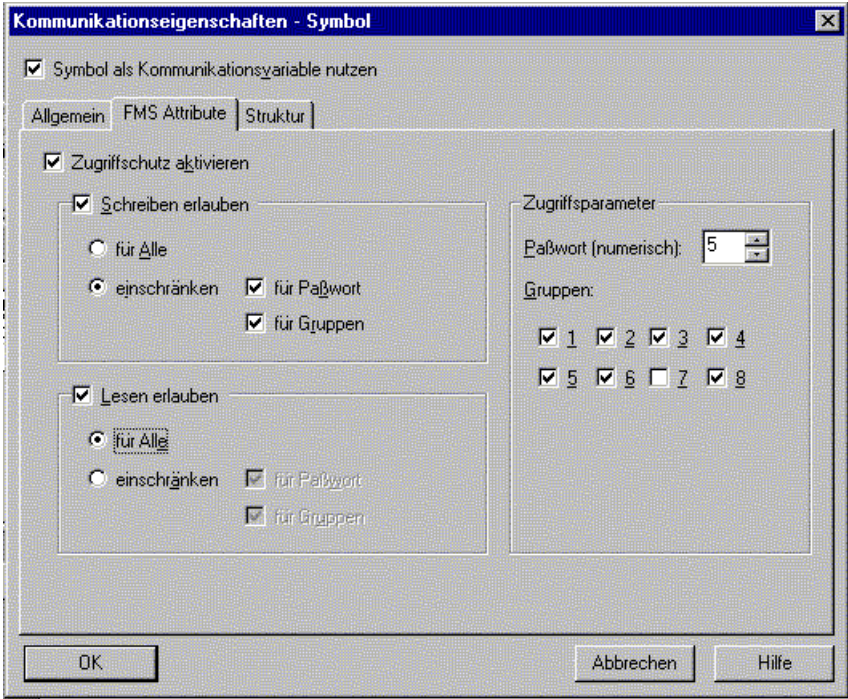 Kommunikationseigenschaften - Symbol
Symbol als Kommunikationsvariable nutzen
Allgemein FMS Attribute Struktur
Zugriffschutz aktivieren
Schreiben erlauben
für Alle
einschränken für Paßwort
für Gruppen
Lesen erlauben
für Alle
einschränken für Paßwort
für Gruppen
Zugriffsparameter
Paßwort (numerisch): 5
Gruppen:
1 2 3 4
5 6 7 8
OK Abbrechen Hilfe